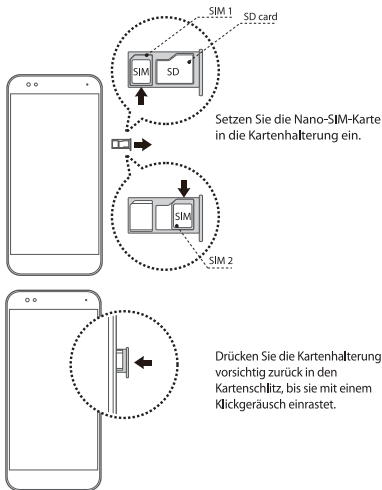 SIM 1
SD card
SIM
SD
Setzen Sie die Nano-SIM-Karte
in die Kartenhalterung ein.
SIM
SIM 2
Drücken Sie die Kartenhalterung
vorsichtig zurück in den
Kartenschlitz, bis sie mit einem
Klickgeräusch einrastet.